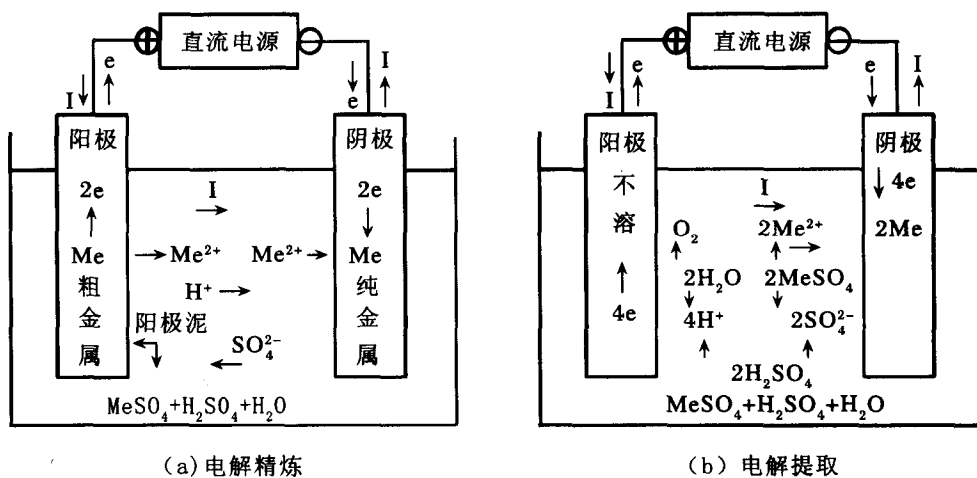 直流电源
e
I
I
e
阳极
阴极
2e
I
2e
Me
Me²⁺
Me²⁺
Me
粗金属
H⁺
纯金属
阳极泥
SO₄²⁻
MeSO₄+H₂SO₄+H₂O
(a)电解精炼
直流电源
e
I
e
I
阳极
阴极
不溶
I
4e
O₂
2Me²⁺
2Me
2H₂O
2MeSO₄
4e
4H⁺
2SO₄²⁻
2H₂SO₄
MeSO₄+H₂SO₄+H₂O
(b) 电解提取